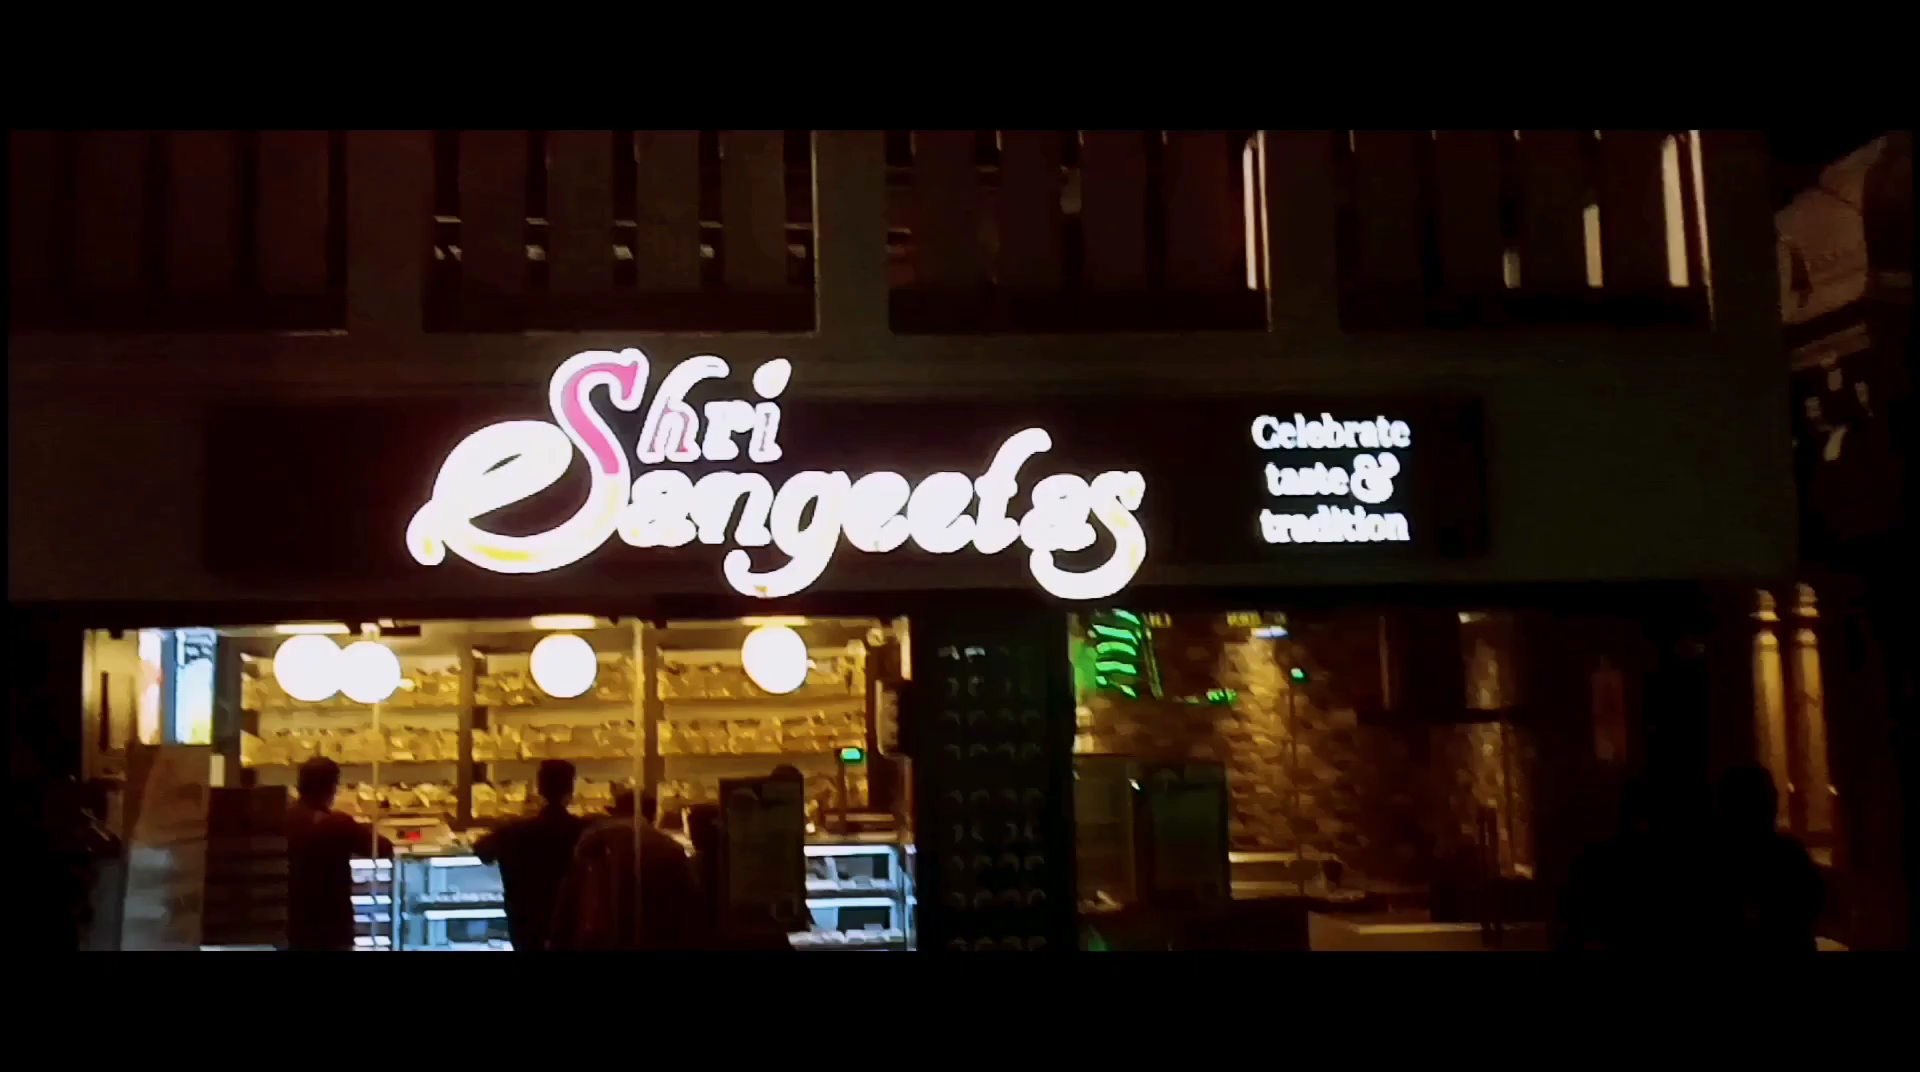 Shri
Sangeetas
Celebrate
taste &
tradition